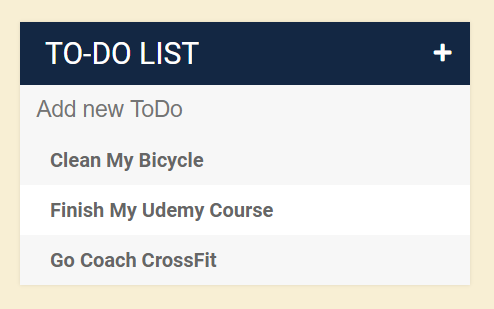 TO-DO LIST +
Add new ToDo
Clean My Bicycle
Finish My Udemy Course
Go Coach CrossFit